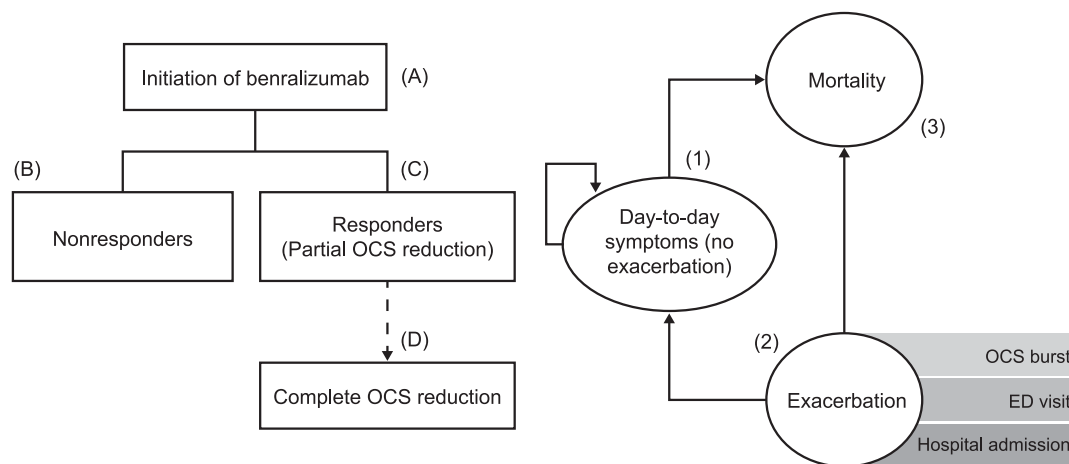 Initiation of benralizumab
(A)
(B)
(C)
Nonresponders
Responders
(Partial OCS reduction)
(D)
Complete OCS reduction
Mortality
(3)
(1)
Day-to-day
symptoms (no
exacerbation)
(2)
Exacerbation
OCS burst
ED visit
Hospital admission